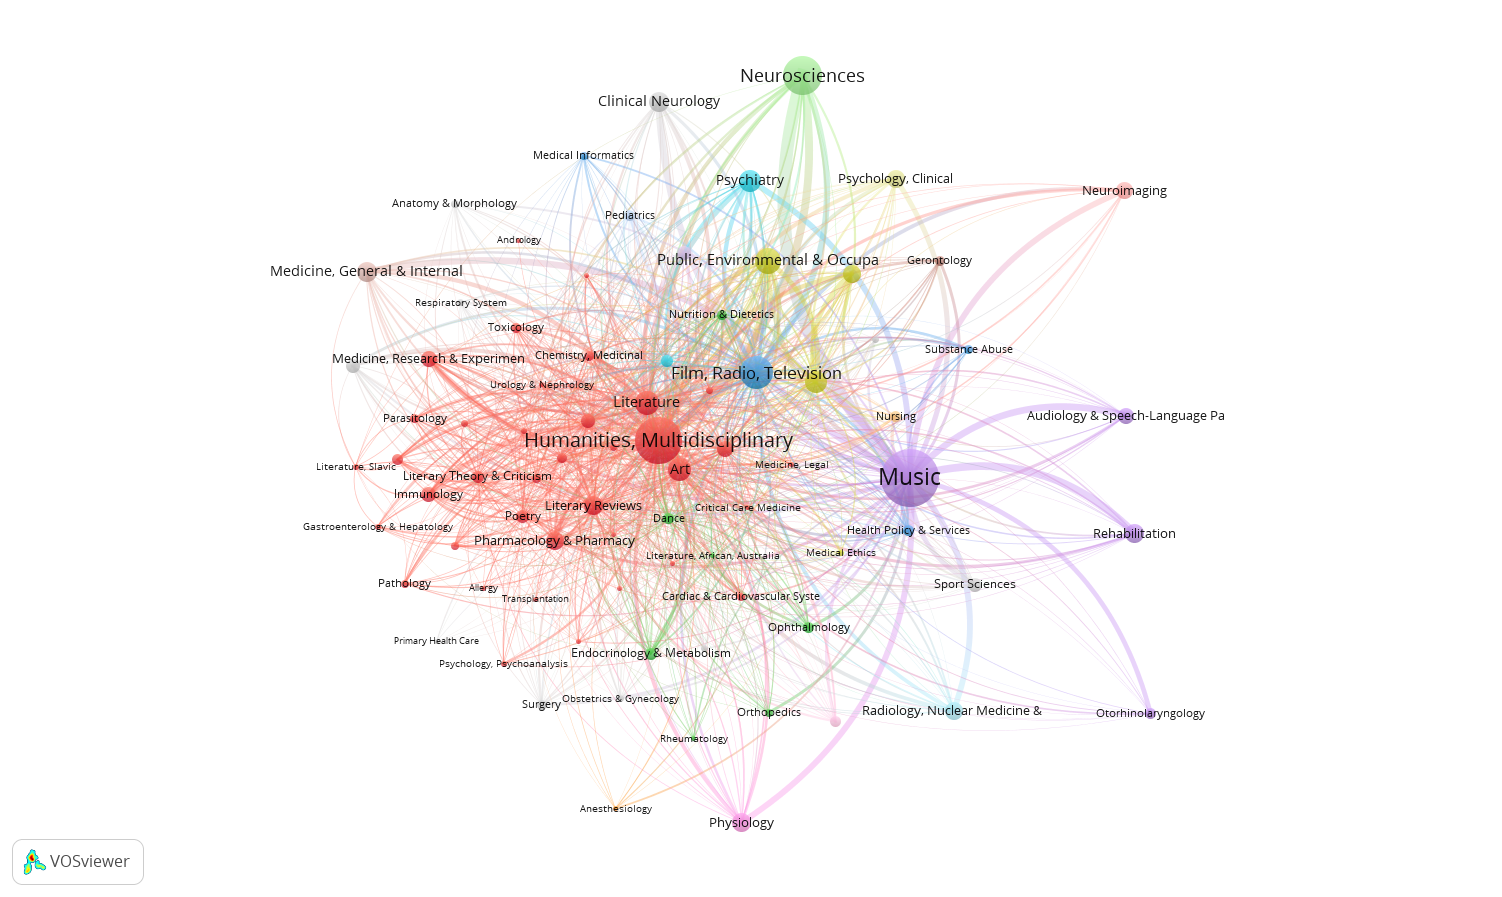 Neurosciences
Clinical Neurology
Medical Informatics
Psychiatry
Psychology, Clinical
Neuroimaging
Anatomy & Morphology
Pediatrics
Andrology
Public, Environmental & Occupa
Gerontology
Medicine, General & Internal
Respiratory System
Nutrition & Dietetics
Toxicology
Substance Abuse
Medicine, Research & Experimen
Chemistry, Medicinal
Film, Radio, Television
Urology & Nephrology
Literature
Parasitology
Nursing
Audiology & Speech-Language Pa
Humanities, Multidisciplinary
Literature, Slavic
Art
Medicine, Legal
Literary Theory & Criticism
Music
Immunology
Literary Reviews
Critical Care Medicine
Poetry
Dance
Gastroenterology & Hepatology
Health Policy & Services
Rehabilitation
Pharmacology & Pharmacy
Literature, African, Australia
Medical Ethics
Pathology
Allergy
Sport Sciences
Transplantation
Cardiac & Cardiovascular Syste
Ophthalmology
Primary Health Care
Endocrinology & Metabolism
Psychology, Psychoanalysis
Surgery
Obstetrics & Gynecology
Orthopedics
Radiology, Nuclear Medicine &
Otorhinolaryngology
Rheumatology
Anesthesiology
Physiology
VOSviewer